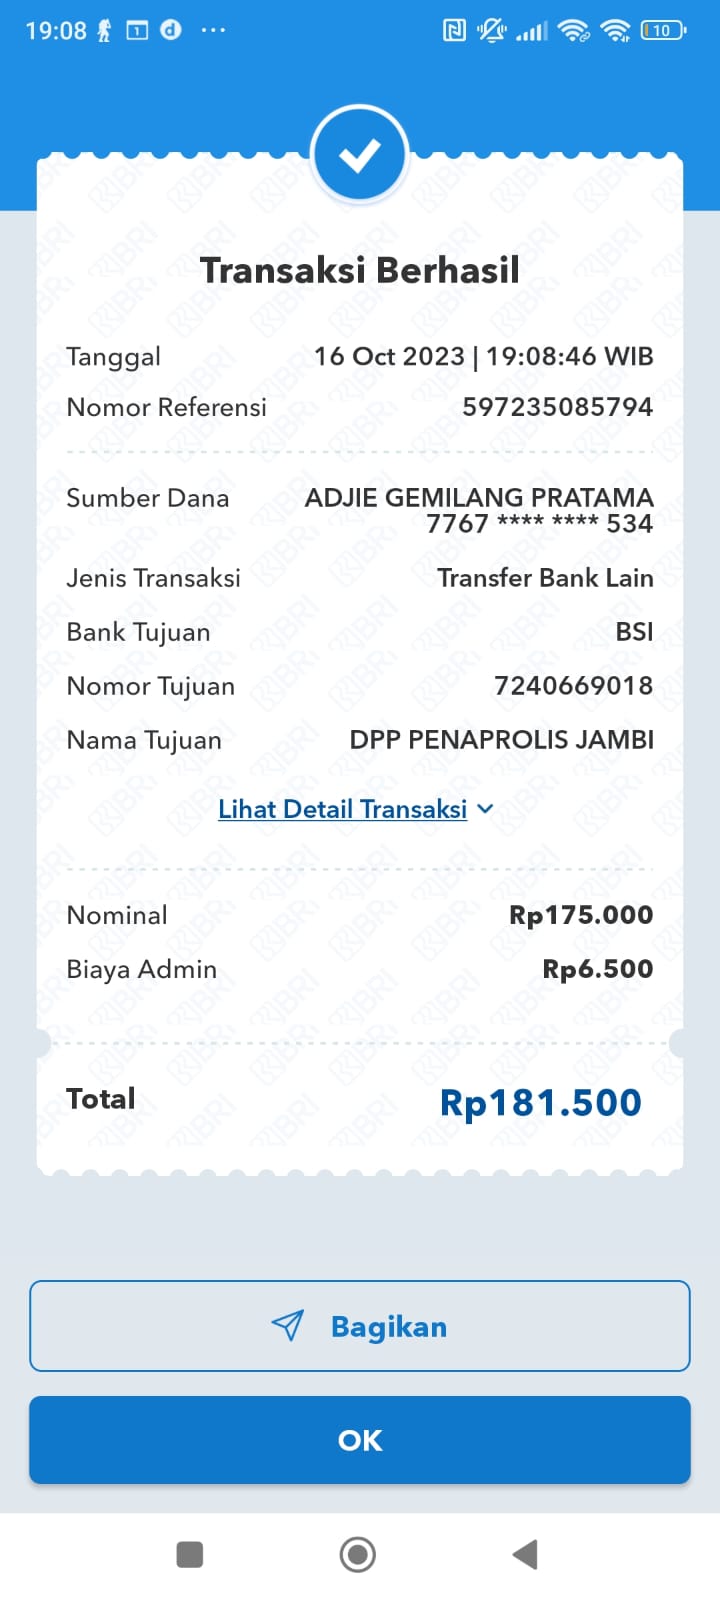 19:08
10
Transaksi Berhasil
Tanggal 16 Oct 2023 | 19:08:46 WIB
Nomor Referensi 597235085794
Sumber Dana ADJIE GEMILANG PRATAMA
7767 **** **** 534
Jenis Transaksi Transfer Bank Lain
Bank Tujuan BSI
Nomor Tujuan 7240669018
Nama Tujuan DPP PENAPROLIS JAMBI
Lihat Detail Transaksi
Nominal Rp175.000
Biaya Admin Rp6.500
Total Rp181.500
Bagikan
OK